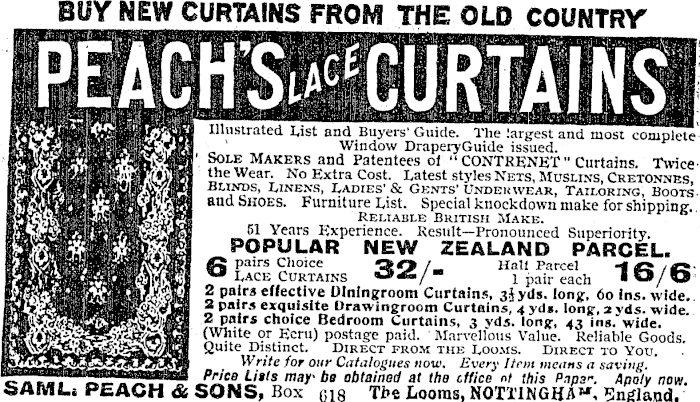 BUY NEW CURTAINS FROM THE OLD COUNTRY
PEACH'S LACE CURTAINS
Illustrated List and Buyers' Guide. The largest and most complete
Window DraperyGuide issued.
SOLE MAKERS and Patentees of "CONTRENET" Curtains. Twice
the Wear. No Extra Cost. Latest styles NETS, MUSLINS, CRETONNES,
BLINDS, LINENS, LADIES' & GENTS' UNDERWEAR, TAILORING, BOOTS
and SHOES. Furniture List. Special knockdown make for shipping.
RELIABLE BRITISH MAKE.
51 Years Experience. Result—Pronounced Superiority.
POPULAR NEW ZEALAND PARCEL.
6 pairs Choice LACE CURTAINS 32/- Half Parcel 1 pair each 16/6
2 pairs effective Diningroom Curtains, 3½ yds. long, 60 ins. wide.
2 pairs exquisite Drawingroom Curtains, 4 yds. long, 2 yds. wide.
2 pairs choice Bedroom Curtains, 3 yds. long, 43 ins. wide.
(White or Ecru) postage paid. Marvellous Value. Reliable Goods.
Quite Distinct. DIRECT FROM THE LOOMS. DIRECT TO YOU.
Write for our Catalogues now. Every Item means a saving.
Price Lists may be obtained at the office of this Paper. Apply now.
SAML. PEACH & SONS, Box 618 The Looms, NOTTINGHAM, England.